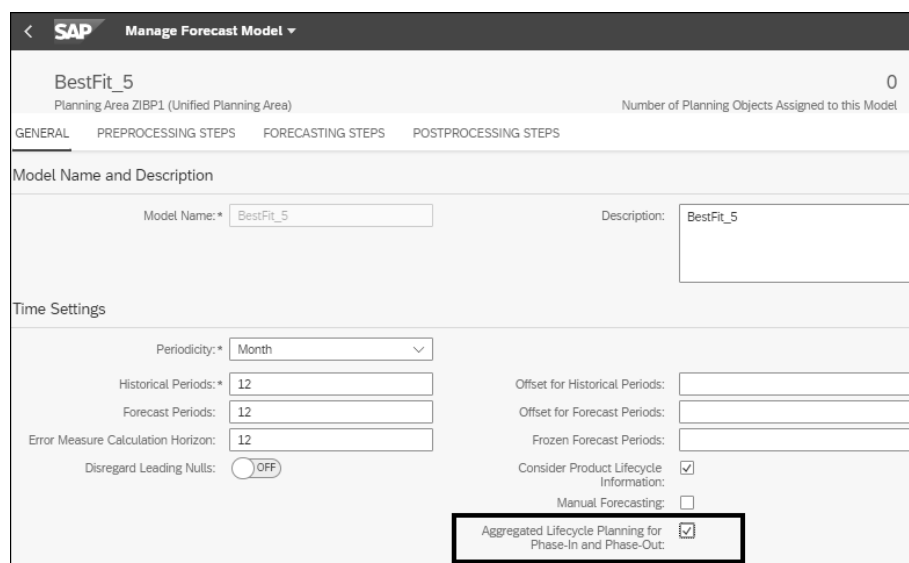 SAP Manage Forecast Model
BestFit_5 0
Planning Area ZIBP1 (Unified Planning Area) Number of Planning Objects Assigned to this Model
GENERAL PREPROCESSING STEPS FORECASTING STEPS POSTPROCESSING STEPS
Model Name and Description
Model Name:* BestFit_5 Description: BestFit_5
Time Settings
Periodicity:* Month
Historical Periods:* 12 Offset for Historical Periods:
Forecast Periods: 12 Offset for Forecast Periods:
Error Measure Calculation Horizon: 12 Frozen Forecast Periods:
Disregard Leading Nulls: OFF Consider Product Lifecycle
Information:
Manual Forecasting:
Aggregated Lifecycle Planning for
Phase-In and Phase-Out: